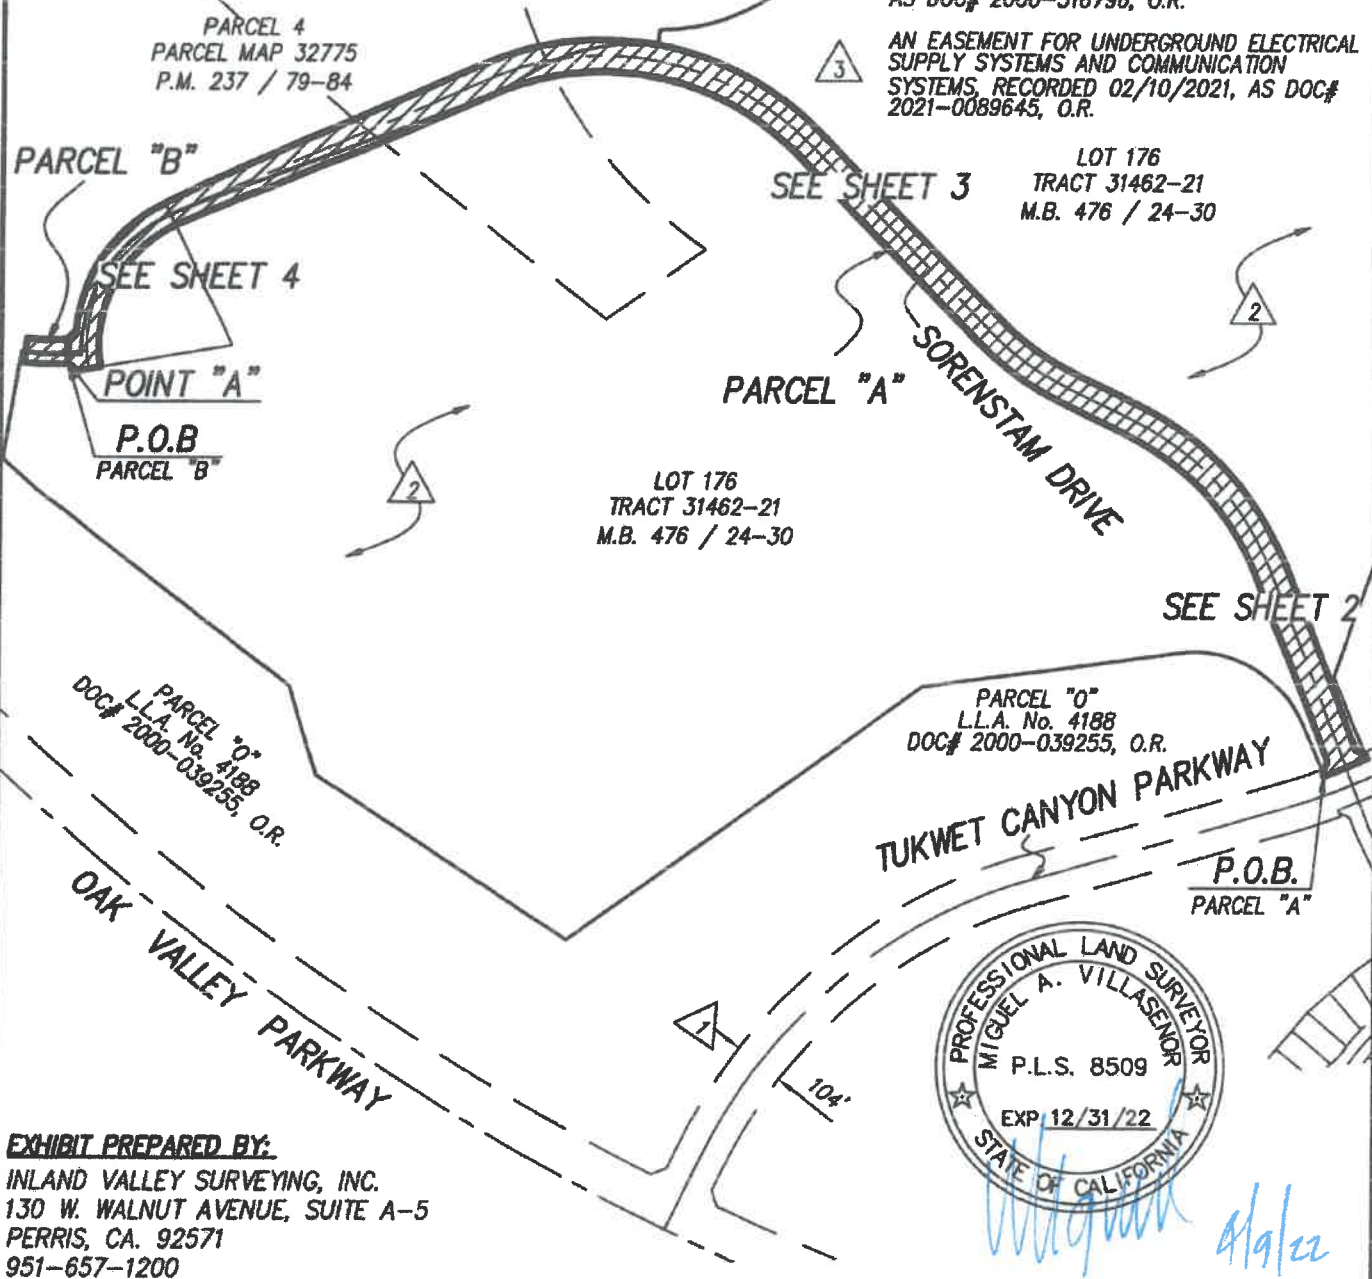 AS DOC# 2000-316796, O.R.
PARCEL 4
PARCEL MAP 32775
P.M. 237 / 79-84
3
AN EASEMENT FOR UNDERGROUND ELECTRICAL
SUPPLY SYSTEMS AND COMMUNICATION
SYSTEMS, RECORDED 02/10/2021, AS DOC#
2021-0089645, O.R.
PARCEL "B"
SEE SHEET 3
LOT 176
TRACT 31462-21
M.B. 476 / 24-30
SEE SHEET 4
2
POINT "A"
PARCEL "A"
SORENSTAM DRIVE
P.O.B
PARCEL "B"
2
LOT 176
TRACT 31462-21
M.B. 476 / 24-30
SEE SHEET 2
PARCEL "O"
L.L.A. No. 4188
DOC# 2000-039255, O.R.
PARCEL "O"
L.L.A. No. 4188
DOC# 2000-039255, O.R.
TUKWET CANYON PARKWAY
P.O.B.
PARCEL "A"
OAK VALLEY PARKWAY
1
104'
PROFESSIONAL LAND SURVEYOR
MIGUEL A. VILLASENOR
P.L.S. 8509
EXP 12/31/22
STATE OF CALIFORNIA
EXHIBIT PREPARED BY:
INLAND VALLEY SURVEYING, INC.
130 W. WALNUT AVENUE, SUITE A-5
PERRIS, CA. 92571
951-657-1200